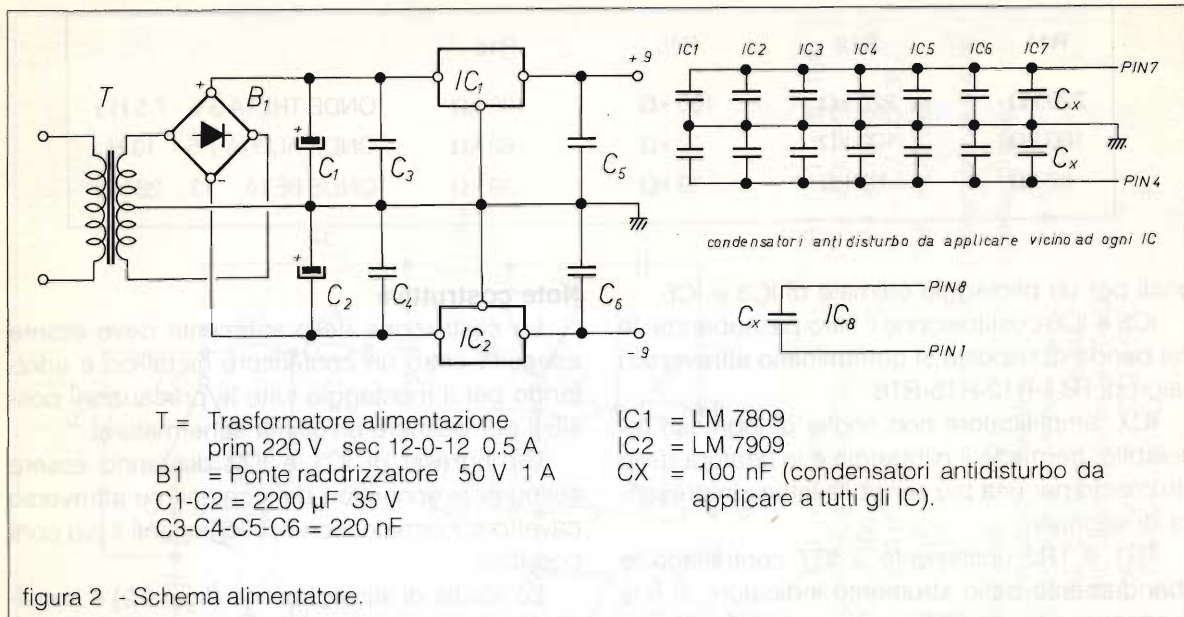 T
B1
+
+
C1
C3
IC1
C5
+9
+
C2
C4
IC2
C6
-9
IC1 IC2 IC3 IC4 IC5 IC6 IC7
PIN7
Cx
Cx
PIN4
condensatori antidisturbo da applicare vicino ad ogni IC
PIN8
Cx
IC8
PIN1
T = Trasformatore alimentazione
prim 220 V sec 12-0-12 0.5 A
B1 = Ponte raddrizzatore 50 V 1 A
C1-C2 = 2200 µF 35 V
C3-C4-C5-C6 = 220 nF
IC1 = LM 7809
IC2 = LM 7909
CX = 100 nF (condensatori antidisturbo da
applicare a tutti gli IC).
figura 2 - Schema alimentatore.